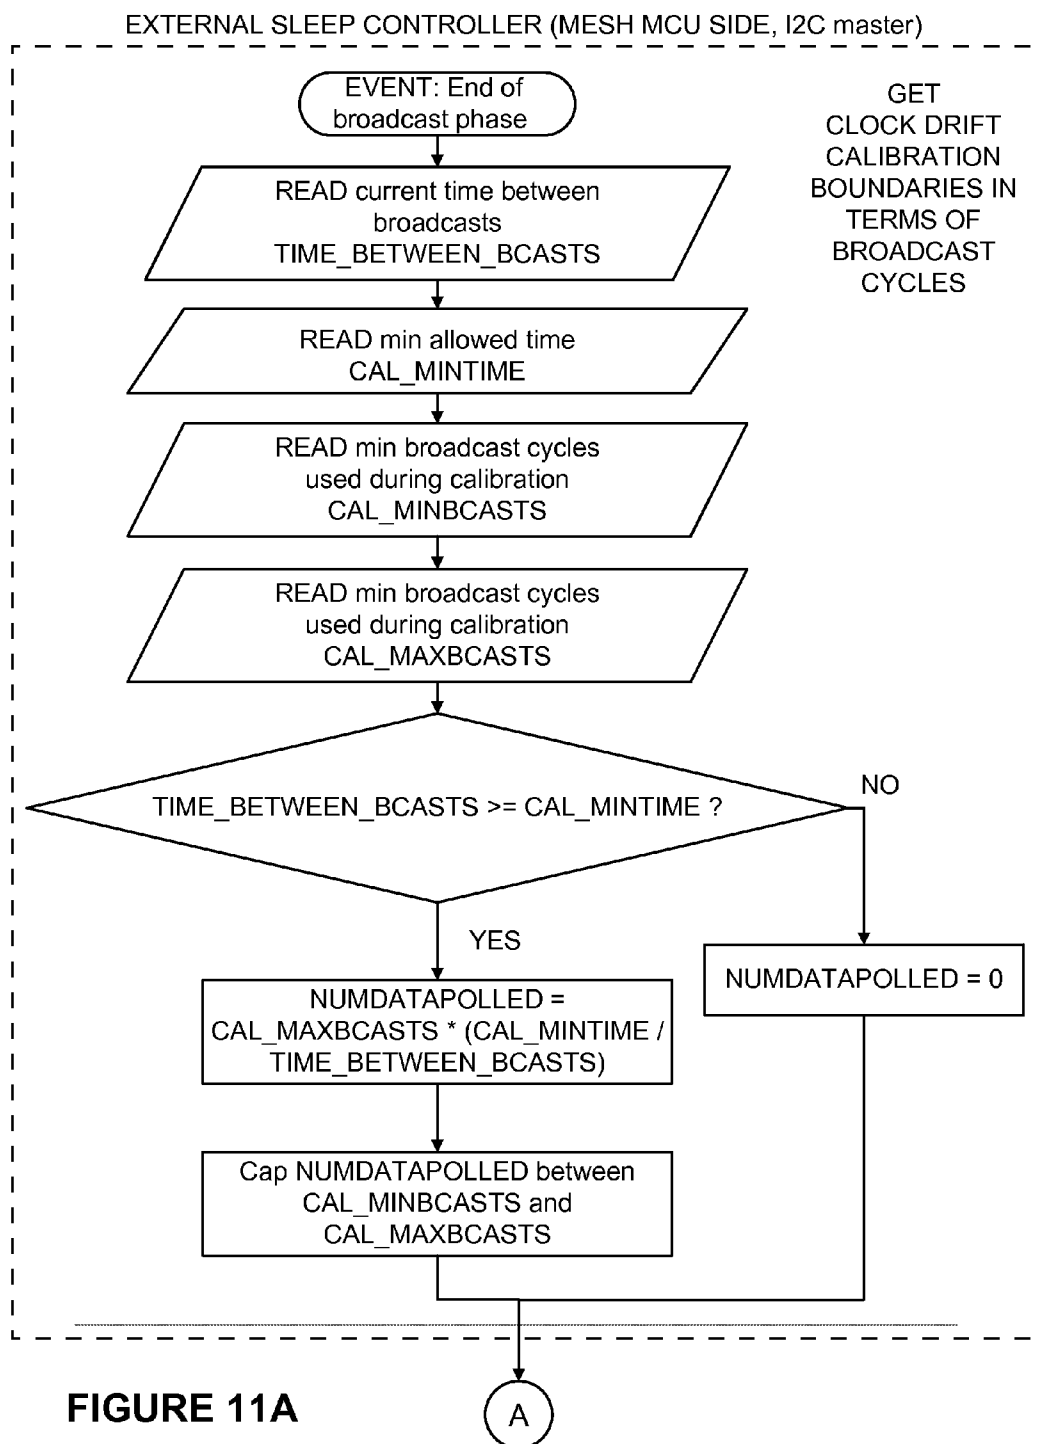 EXTERNAL SLEEP CONTROLLER (MESH MCU SIDE, I2C master)
EVENT: End of
broadcast phase
GET
CLOCK DRIFT
CALIBRATION
BOUNDARIES IN
TERMS OF
BROADCAST
CYCLES
READ current time between
broadcasts
TIME_BETWEEN_BCASTS
READ min allowed time
CAL_MINTIME
READ min broadcast cycles
used during calibration
CAL_MINBCASTS
READ min broadcast cycles
used during calibration
CAL_MAXBCASTS
TIME_BETWEEN_BCASTS >= CAL_MINTIME ?
NO
YES
NUMDATAPOLLED = 0
NUMDATAPOLLED =
CAL_MAXBCASTS * (CAL_MINTIME /
TIME_BETWEEN_BCASTS)
Cap NUMDATAPOLLED between
CAL_MINBCASTS and
CAL_MAXBCASTS
FIGURE 11A
A